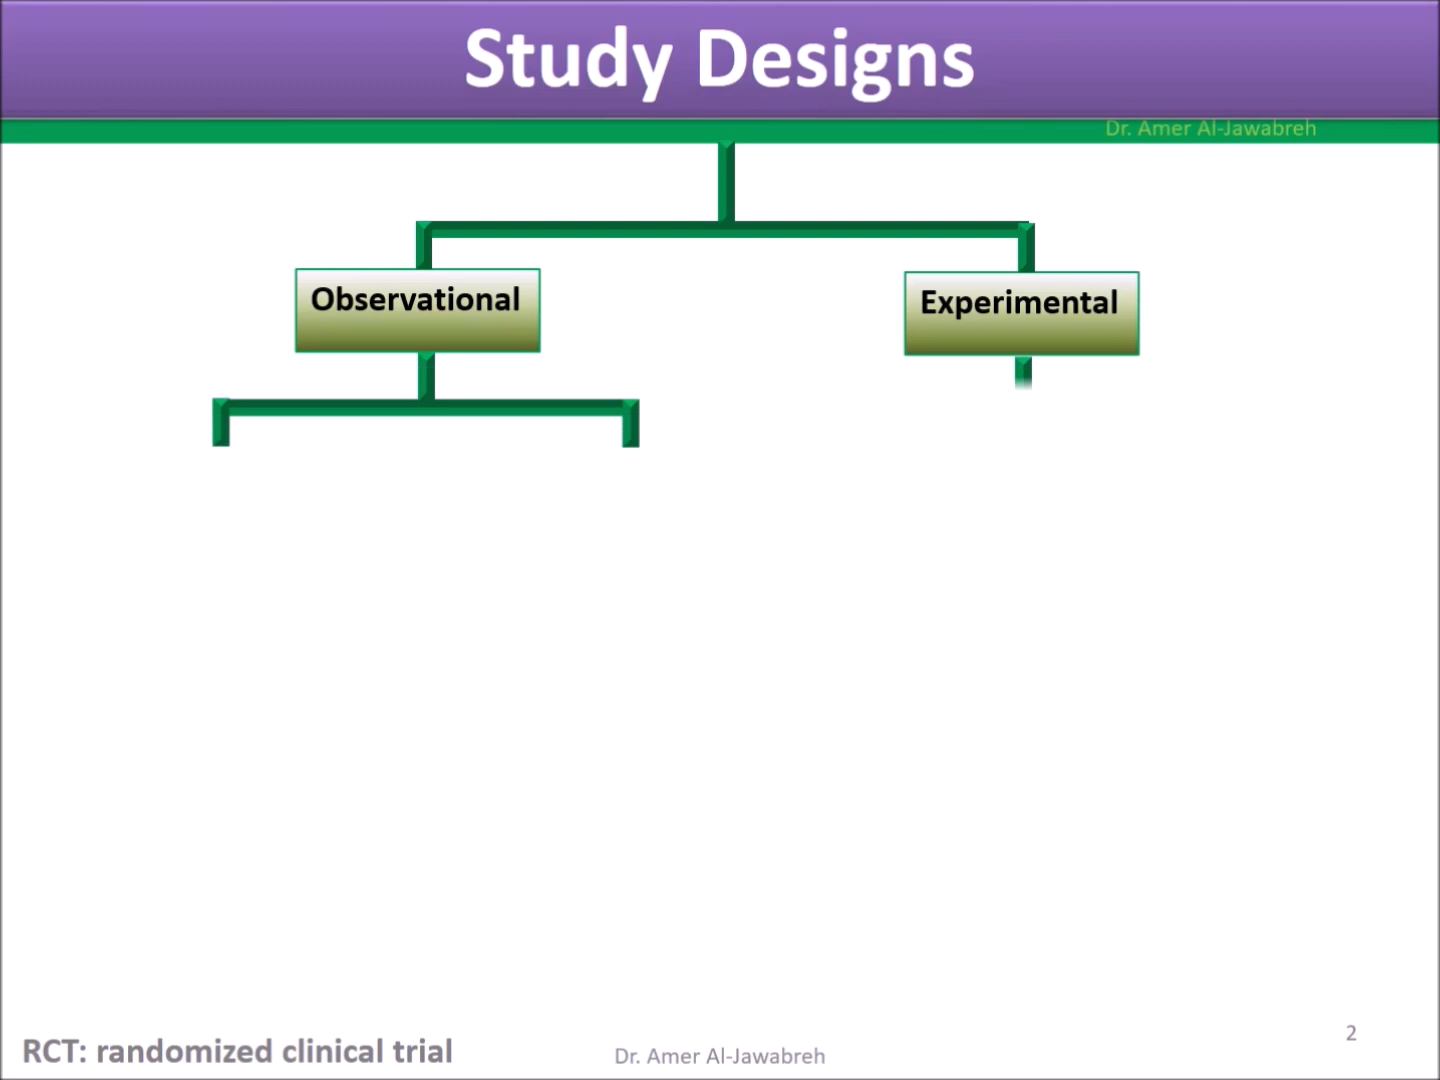 Study Designs
Dr. Amer Al-Jawabreh
Observational
Experimental
RCT: randomized clinical trial
Dr. Amer Al-Jawabreh
2